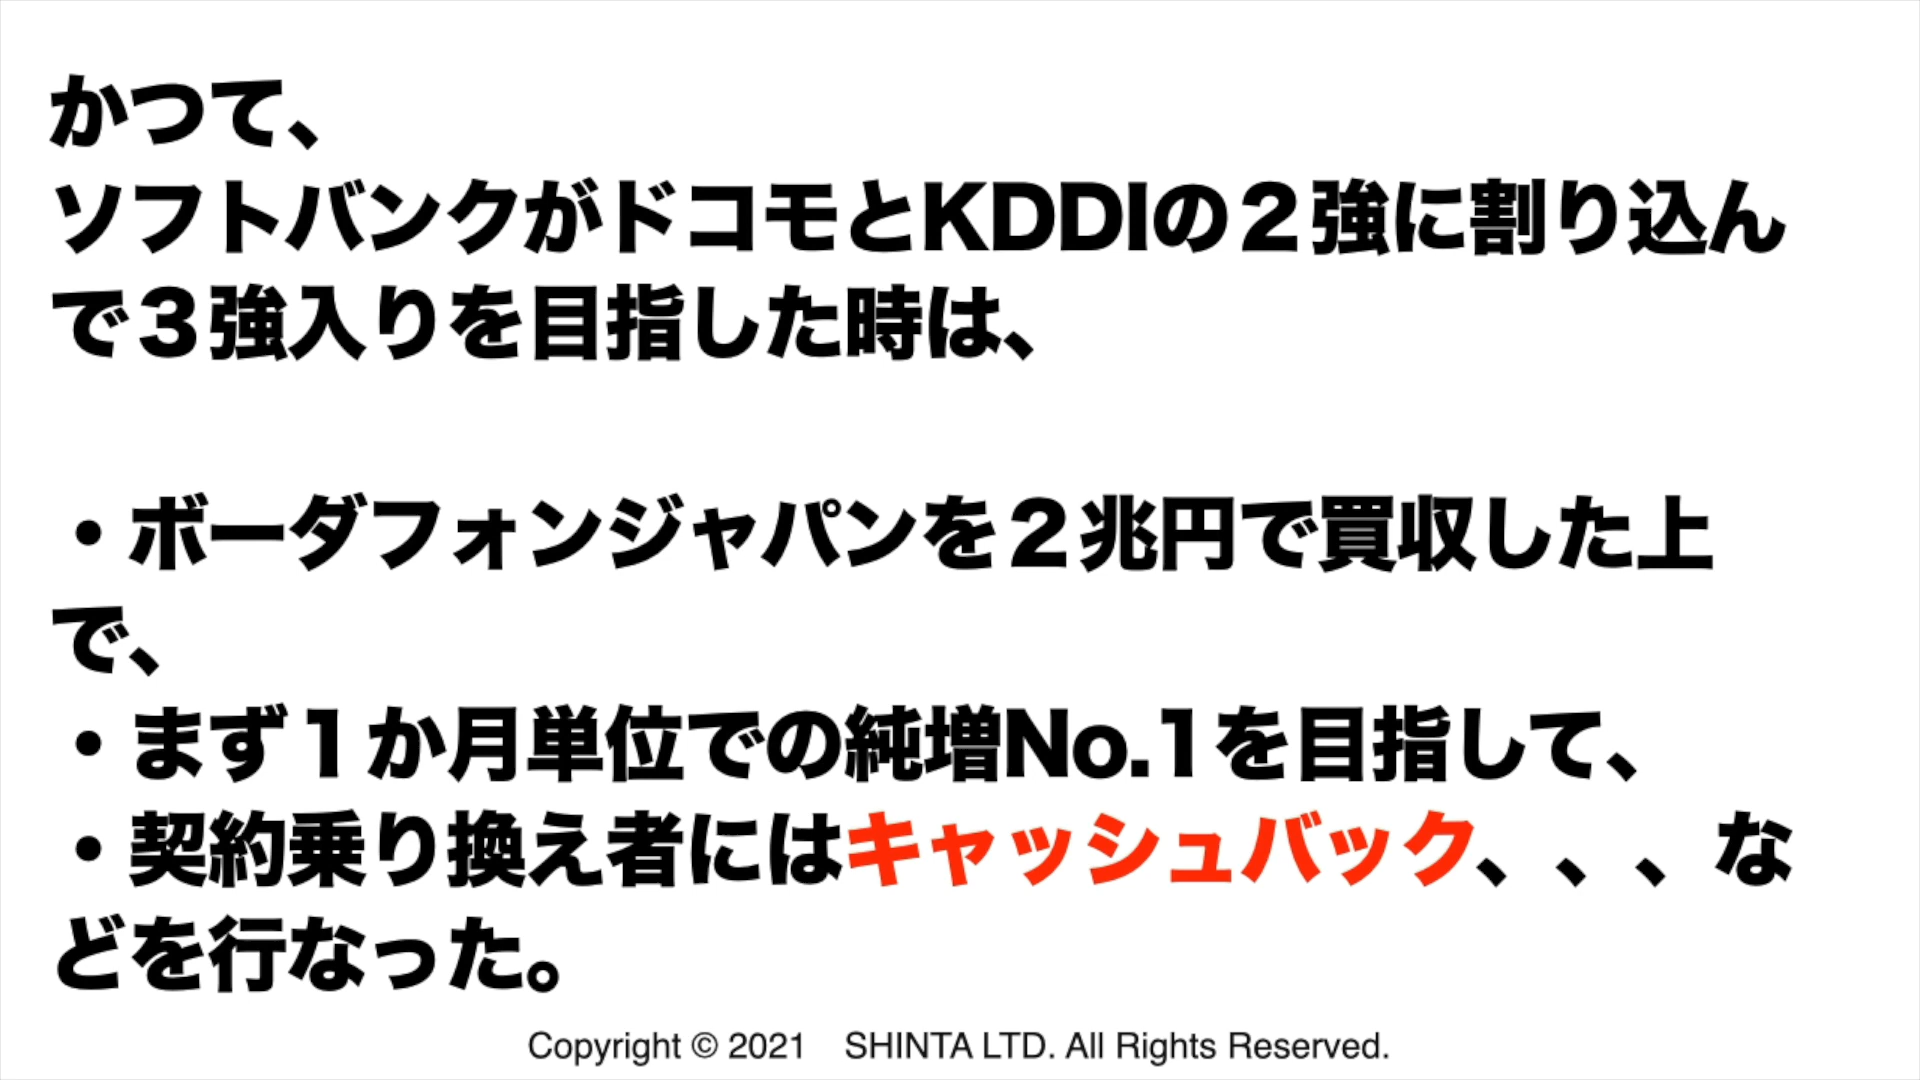 かつて、
ソフトバンクがドコモとKDDIの２強に割り込ん
で３強入りを目指した時は、
・ボーダフォンジャパンを２兆円で買収した上
で、
・まず１か月単位での純増No.1を目指して、
・契約乗り換え者にはキャッシュバック、、、な
どを行なった。
Copyright © 2021　SHINTA LTD. All Rights Reserved.